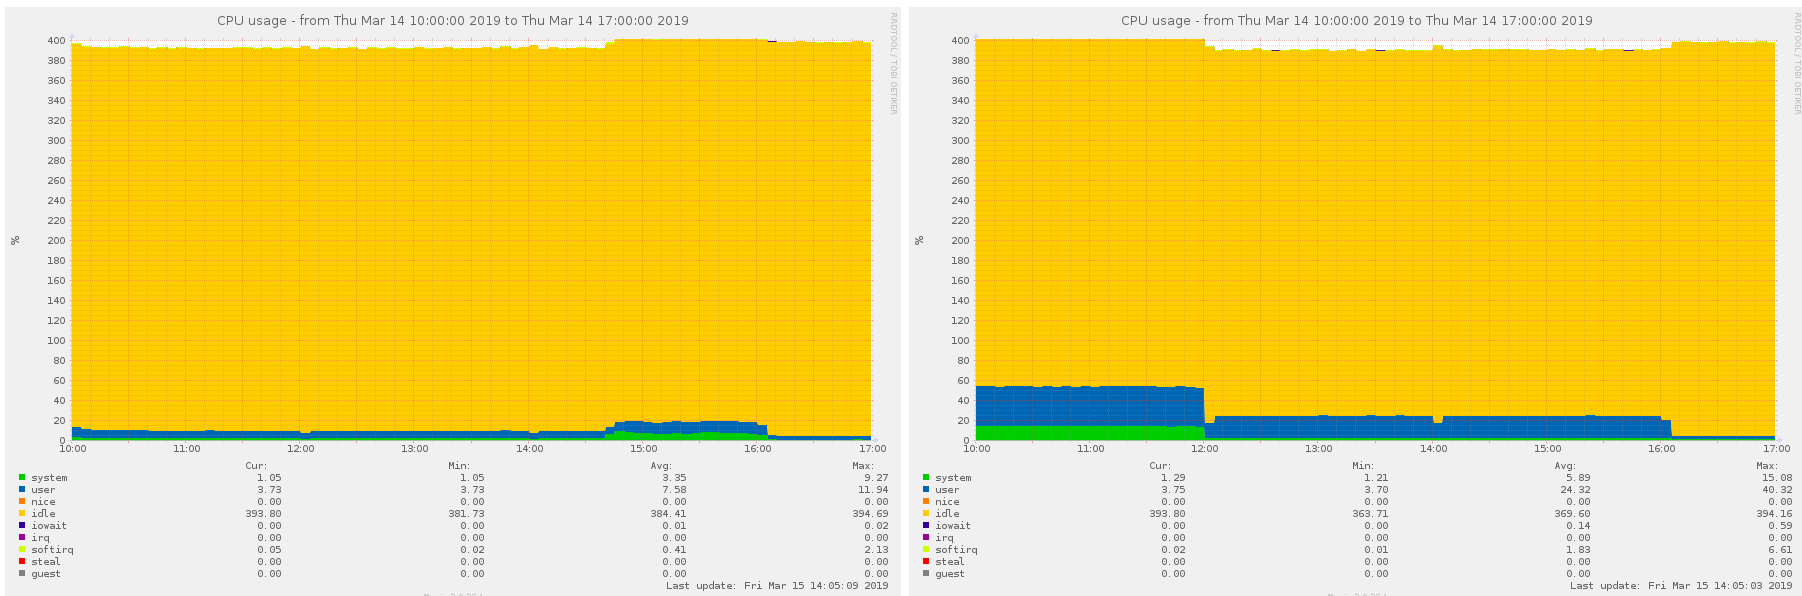 CPU usage - from Thu Mar 14 10:00:00 2019 to Thu Mar 14 17:00:00 2019
RRDTOOL / TOBI OETIKER
400
380
360
340
320
300
280
260
240
220
200
180
160
140
120
100
80
60
40
20
0
%
10:00 11:00 12:00 13:00 14:00 15:00 16:00 17:00
Cur: Min: Avg: Max:
system 1.05 1.05 3.35 9.27
user 3.73 3.73 7.58 11.94
nice 0.00 0.00 0.00 0.00
idle 393.80 381.73 384.41 394.69
iowait 0.00 0.00 0.01 0.02
irq 0.00 0.00 0.00 0.00
softirq 0.05 0.02 0.41 2.13
steal 0.00 0.00 0.00 0.00
guest 0.00 0.00 0.00 0.00
Last update: Fri Mar 15 14:05:09 2019
CPU usage - from Thu Mar 14 10:00:00 2019 to Thu Mar 14 17:00:00 2019
RRDTOOL / TOBI OETIKER
400
380
360
340
320
300
280
260
240
220
200
180
160
140
120
100
80
60
40
20
0
%
10:00 11:00 12:00 13:00 14:00 15:00 16:00 17:00
Cur: Min: Avg: Max:
system 1.29 1.21 5.89 15.08
user 3.75 3.70 24.32 40.32
nice 0.00 0.00 0.00 0.00
idle 393.80 363.71 369.60 394.16
iowait 0.00 0.00 0.14 0.59
irq 0.00 0.00 0.00 0.00
softirq 0.02 0.01 1.83 6.61
steal 0.00 0.00 0.00 0.00
guest 0.00 0.00 0.00 0.00
Last update: Fri Mar 15 14:05:03 2019